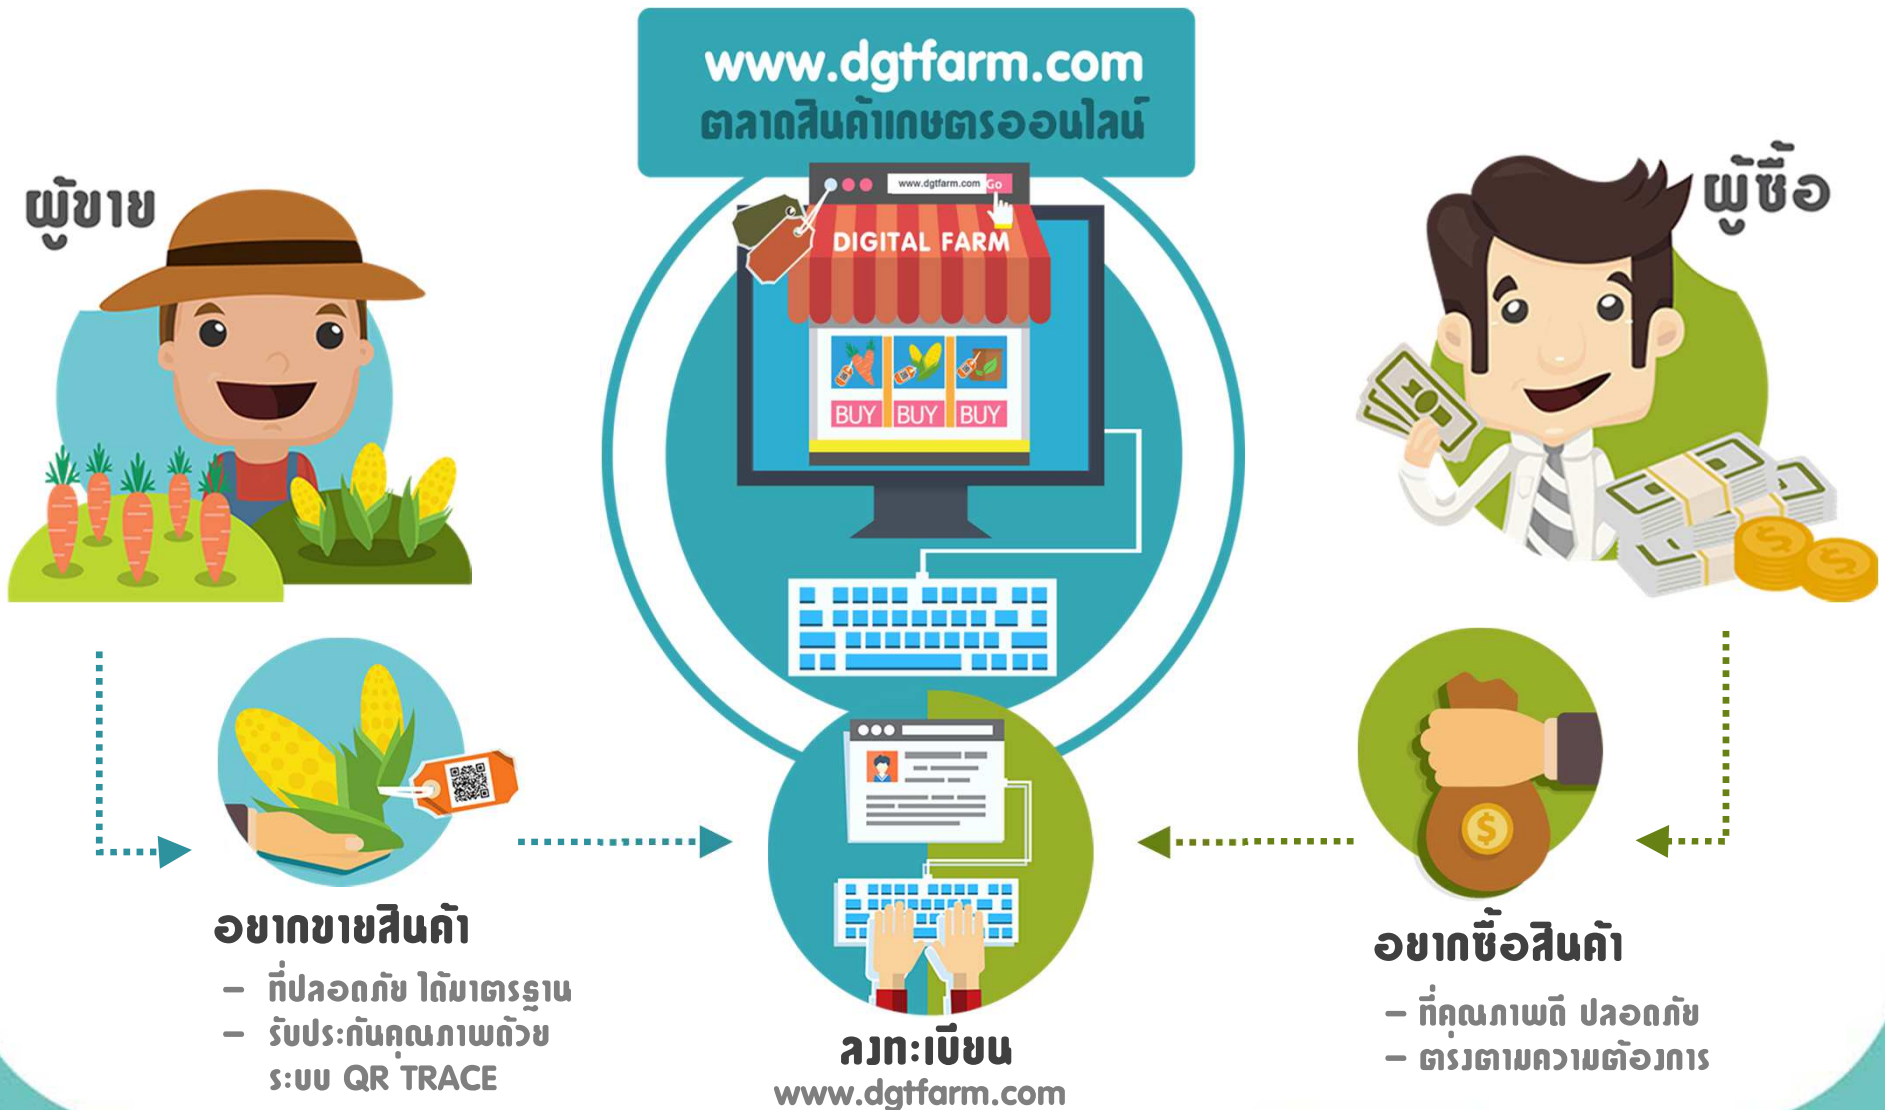 www.dgtfarm.com
ตลาดสินค้าเกษตรออนไลน์
ผู้ขาย
ผู้ซื้อ
www.dgtfarm.com Go
DIGITAL FARM
BUY BUY BUY
อยากขายสินค้า
– ที่ปลอดภัย ได้มาตรฐาน
– รับประกันคุณภาพด้วย
ระบบ QR TRACE
ลงทะเบียน
www.dgtfarm.com
อยากซื้อสินค้า
– ที่คุณภาพดี ปลอดภัย
– ตรงตามความต้องการ